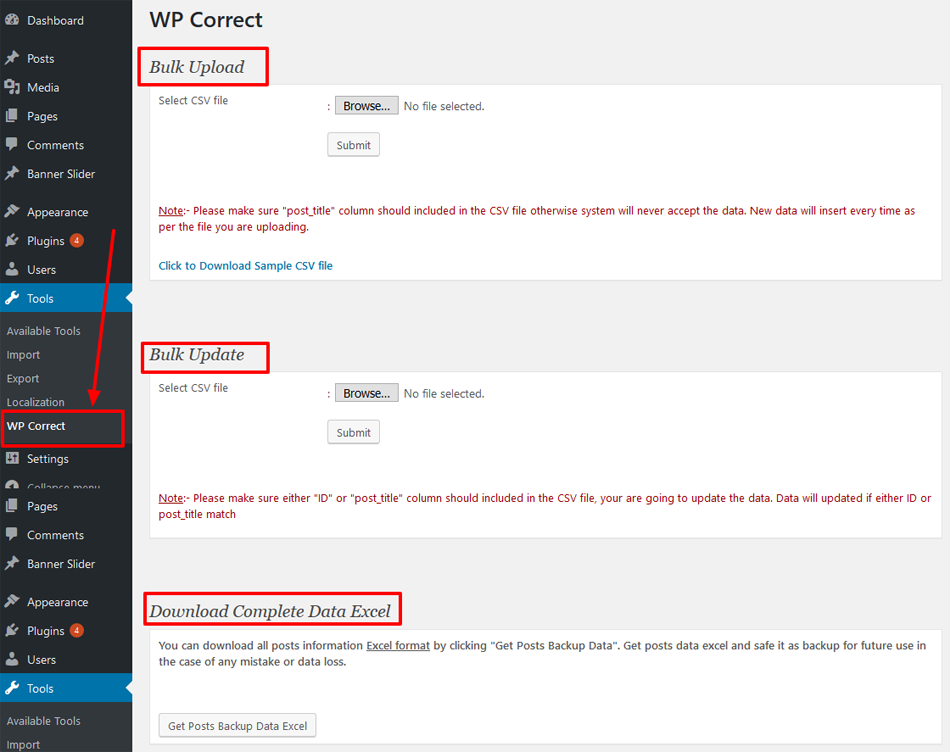 Dashboard
Posts
Media
Pages
Comments
Banner Slider
Appearance
Plugins 4
Users
Tools
Available Tools
Import
Export
Localization
WP Correct
Settings
Collapse menu
Pages
Comments
Banner Slider
Appearance
Plugins 4
Users
Tools
Available Tools
Import
WP Correct
Bulk Upload
Select CSV file : Browse... No file selected.
Submit
Note:- Please make sure "post_title" column should included in the CSV file otherwise system will never accept the data. New data will insert every time as
per the file you are uploading.
Click to Download Sample CSV file
Bulk Update
Select CSV file : Browse... No file selected.
Submit
Note:- Please make sure either "ID" or "post_title" column should included in the CSV file, your are going to update the data. Data will updated if either ID or
post_title match
Download Complete Data Excel
You can download all posts information Excel format by clicking "Get Posts Backup Data". Get posts data excel and safe it as backup for future use in
the case of any mistake or data loss.
Get Posts Backup Data Excel